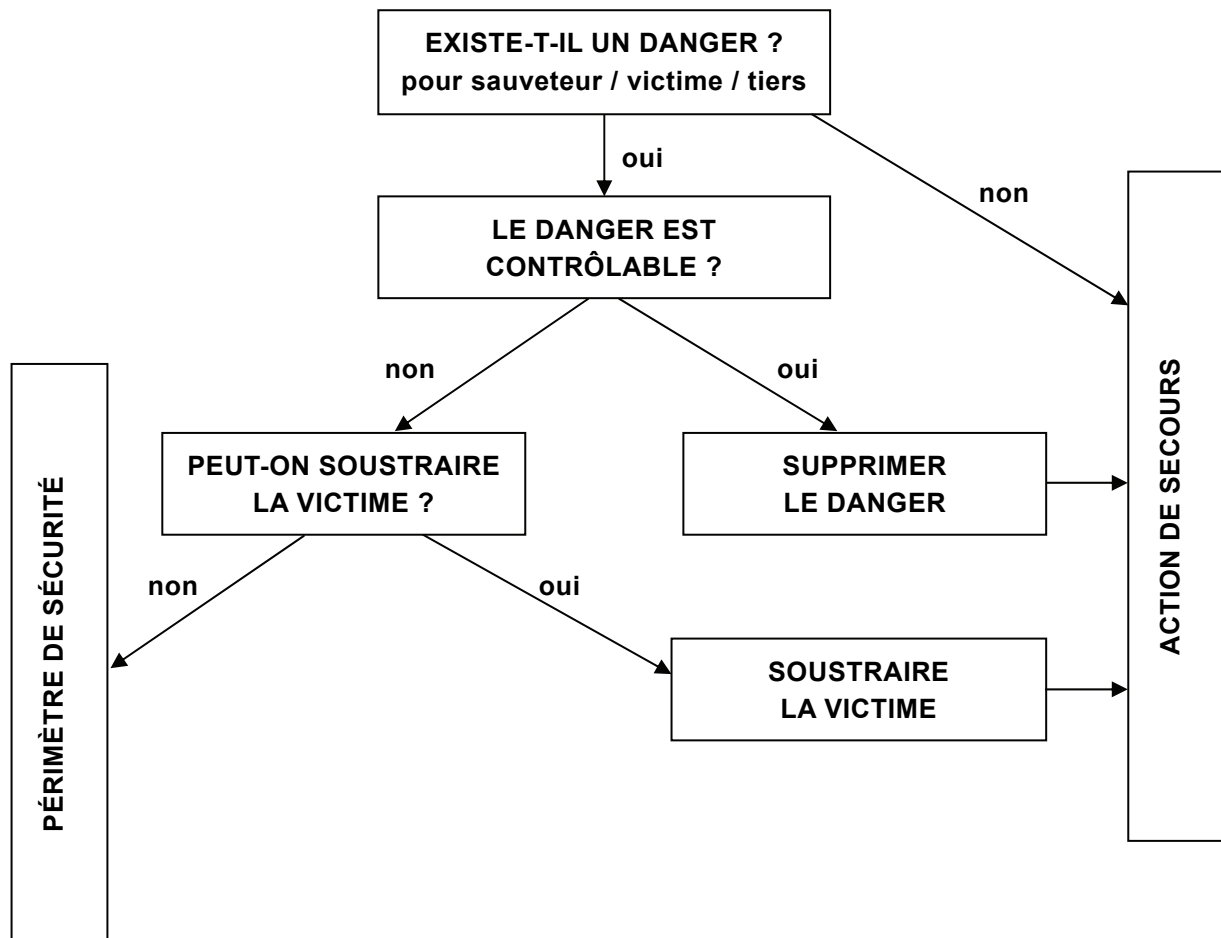 EXISTE-T-IL UN DANGER ?
pour sauveteur / victime / tiers
oui
non
LE DANGER EST
CONTRÔLABLE ?
non
oui
PEUT-ON SOUSTRAIRE
LA VICTIME ?
SUPPRIMER
LE DANGER
non
oui
SOUSTRAIRE
LA VICTIME
PÉRIMÈTRE DE SÉCURITÉ
ACTION DE SECOURS